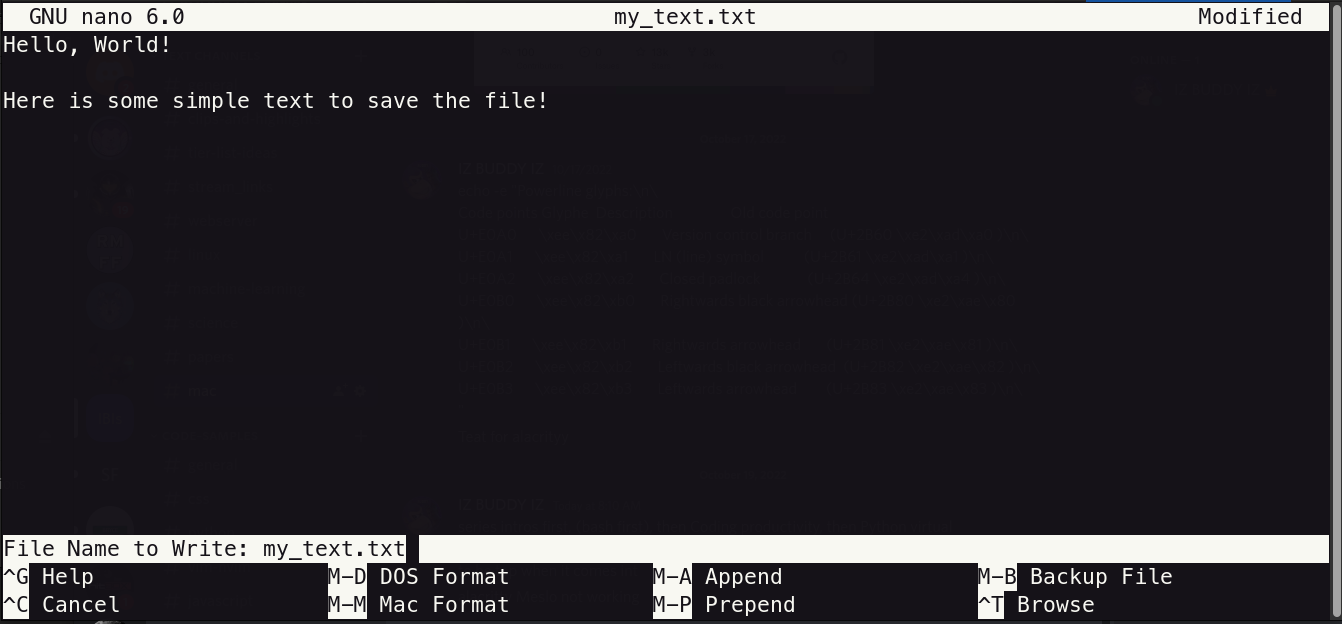 GNU nano 6.0 my_text.txt Modified
Hello, World!
Here is some simple text to save the file!
File Name to Write: my_text.txt
^G Help M-D DOS Format M-A Append M-B Backup File
^C Cancel M-M Mac Format M-P Prepend ^T Browse